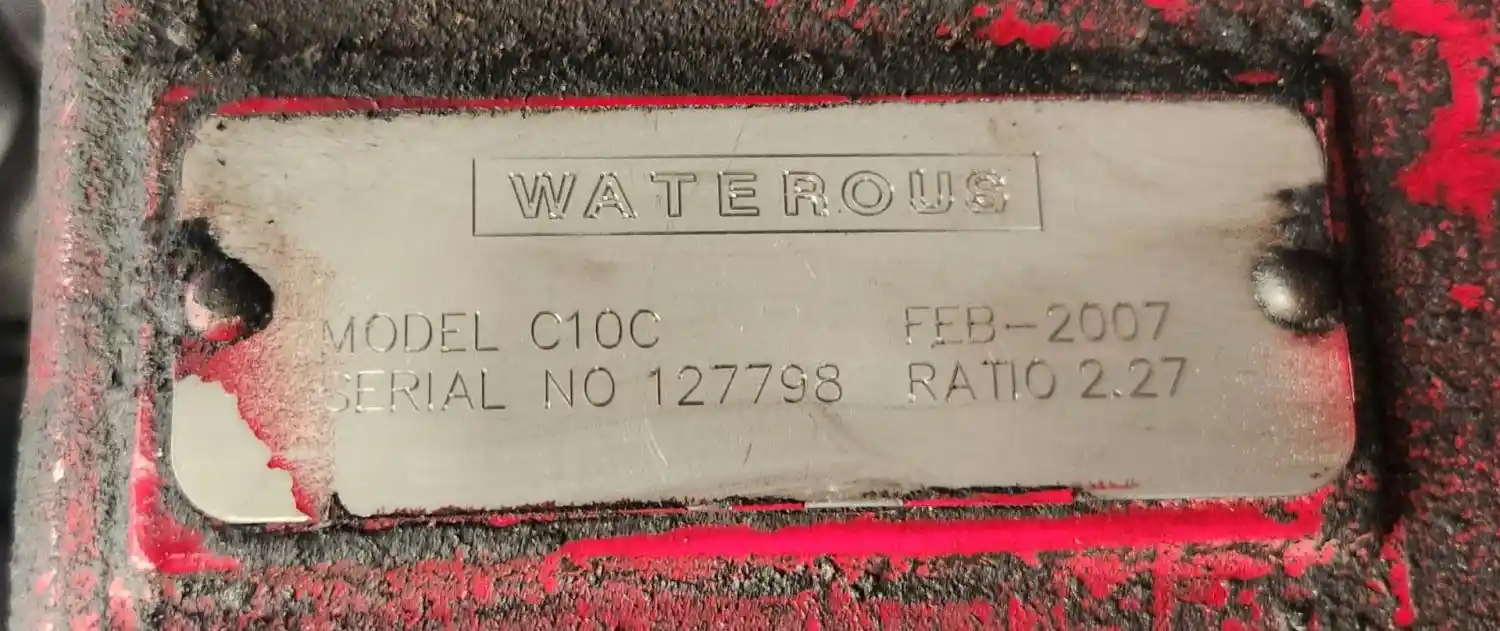 WATEROUS
MODEL C10C FEB-2007
SERIAL NO 127798 RATIO 2.27